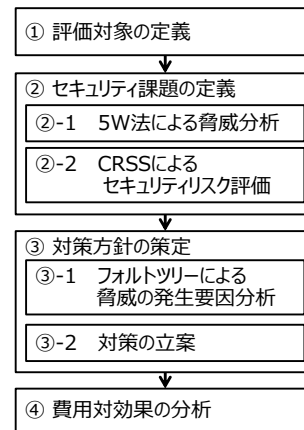 ① 評価対象の定義
② セキュリティ課題の定義
②-1 5W法による脅威分析
②-2 CRSSによる
セキュリティリスク評価
③ 対策方針の策定
③-1 フォルトツリーによる
脅威の発生要因分析
③-2 対策の立案
④ 費用対効果の分析